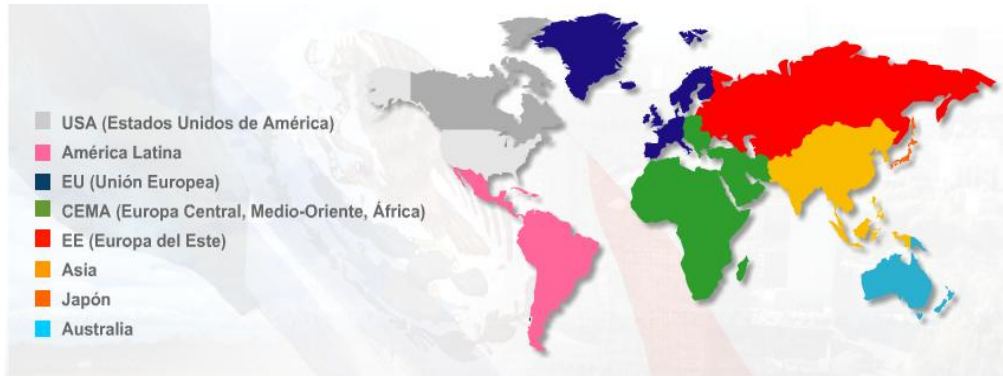 USA (Estados Unidos de América)
América Latina
EU (Unión Europea)
CEMA (Europa Central, Medio-Oriente, África)
EE (Europa del Este)
Asia
Japón
Australia